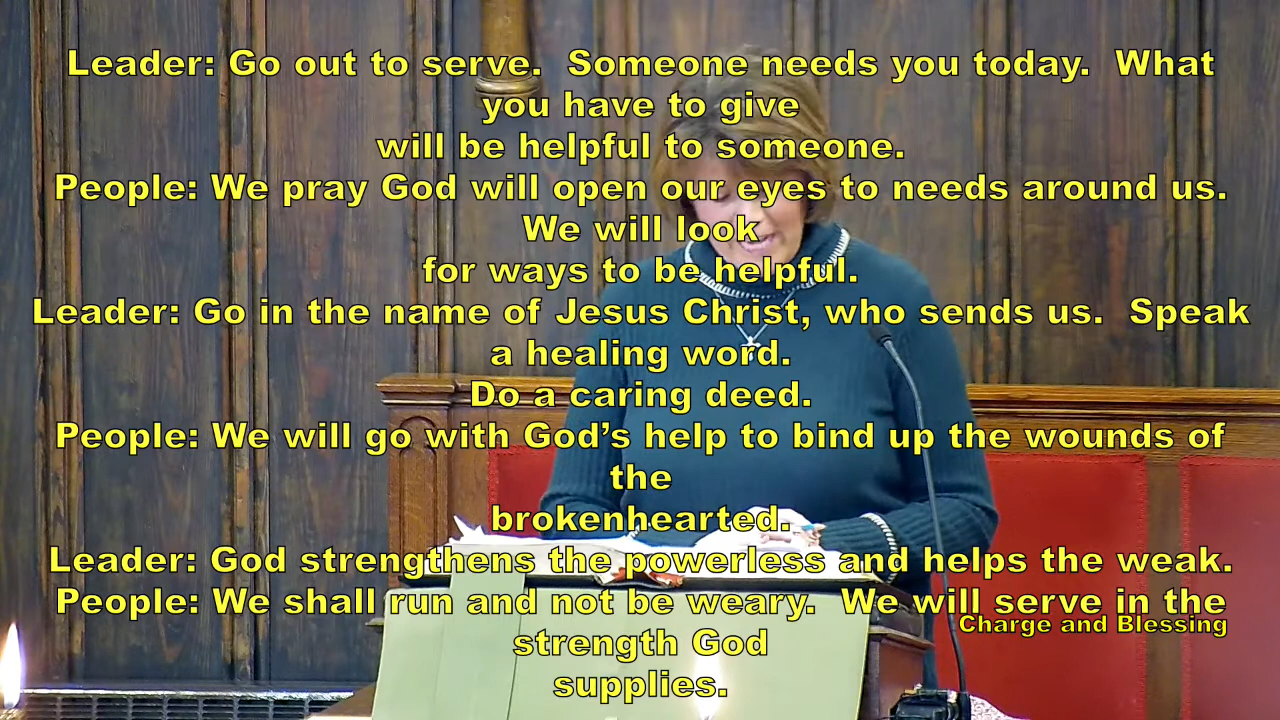 Leader: Go out to serve.  Someone needs you today.  What
you have to give
will be helpful to someone.
People: We pray God will open our eyes to needs around us.
We will look
for ways to be helpful.
Leader: Go in the name of Jesus Christ, who sends us.  Speak
a healing word.
Do a caring deed.
People: We will go with God’s help to bind up the wounds of
the
brokenhearted.
Leader: God strengthens the powerless and helps the weak.
People: We shall run and not be weary.  We will serve in the
Charge and Blessing
strength God
supplies.